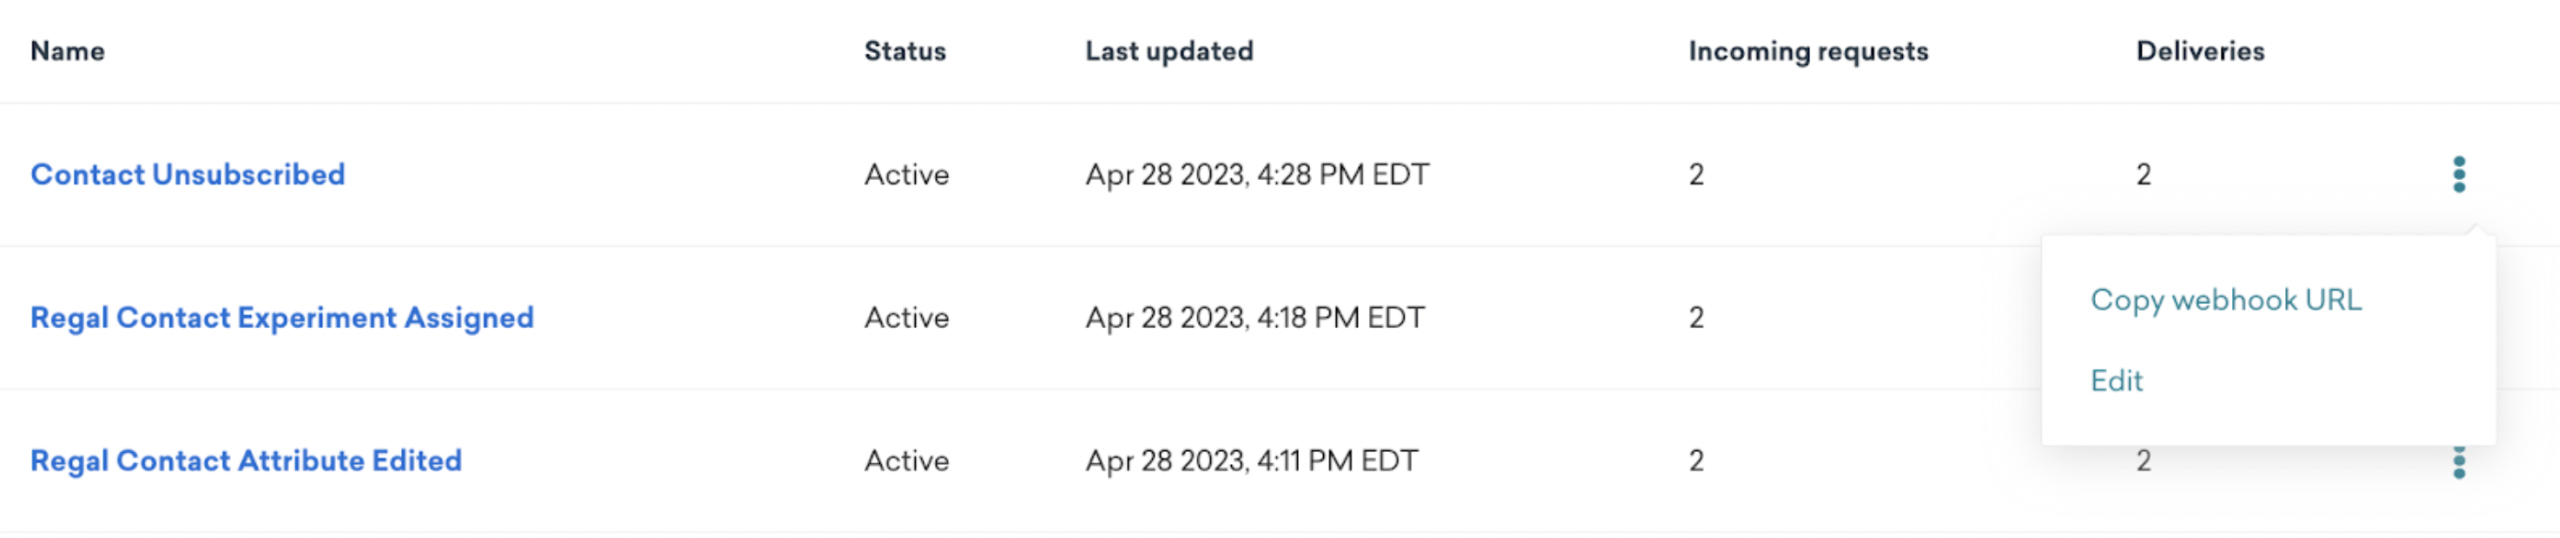 Name Status Last updated Incoming requests Deliveries
Contact Unsubscribed Active Apr 28 2023, 4:28 PM EDT 2 2
Copy webhook URL
Regal Contact Experiment Assigned Active Apr 28 2023, 4:18 PM EDT 2
Edit
Regal Contact Attribute Edited Active Apr 28 2023, 4:11 PM EDT 2 2